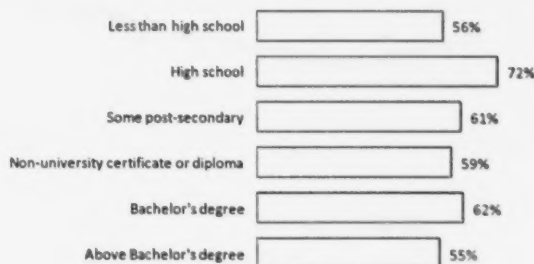 Less than high school 56%
High school 72%
Some post-secondary 61%
Non-university certificate or diploma 59%
Bachelor's degree 62%
Above Bachelor's degree 55%